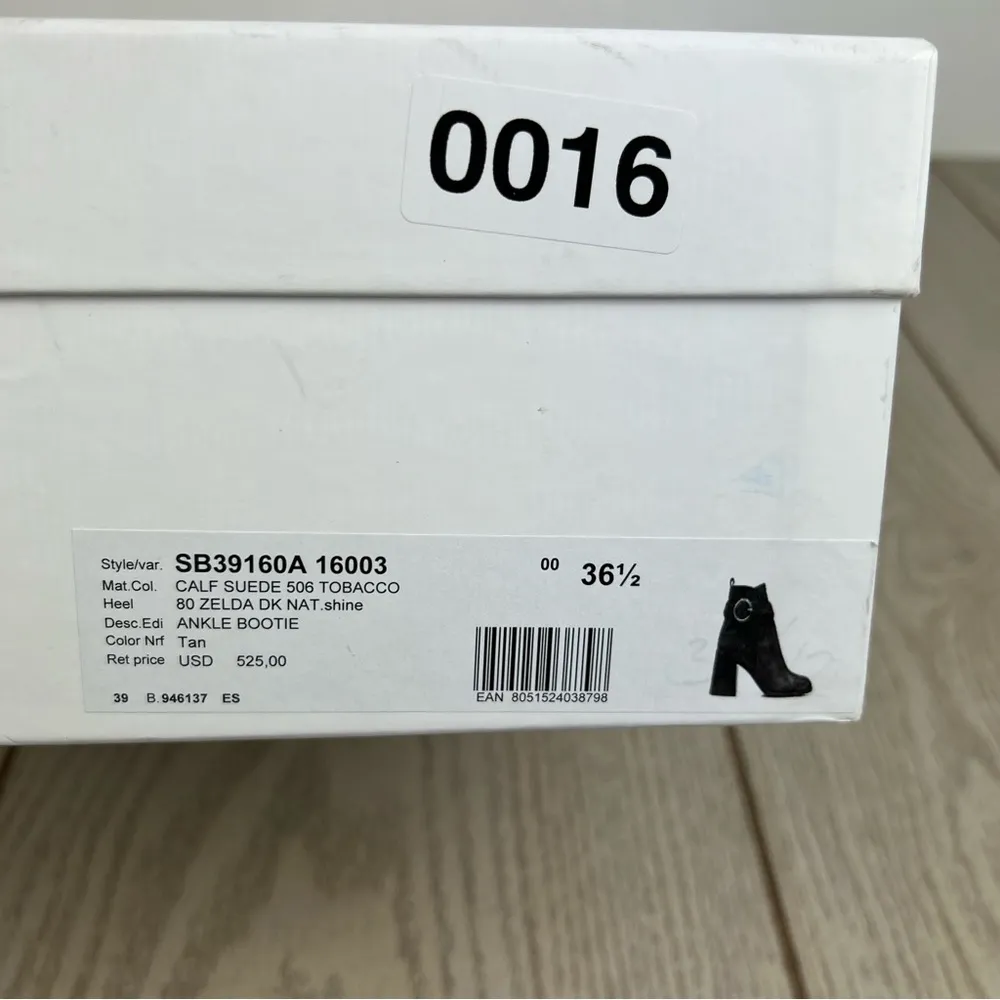 0016
Style/var. SB39160A 16003 00 36½
Mat.Col. CALF SUEDE 506 TOBACCO
Heel 80 ZELDA DK NAT.shine
Desc.Edi ANKLE BOOTIE
Color Nrf Tan
Ret price USD 525,00
39 B.946137 ES
EAN 8051524038798